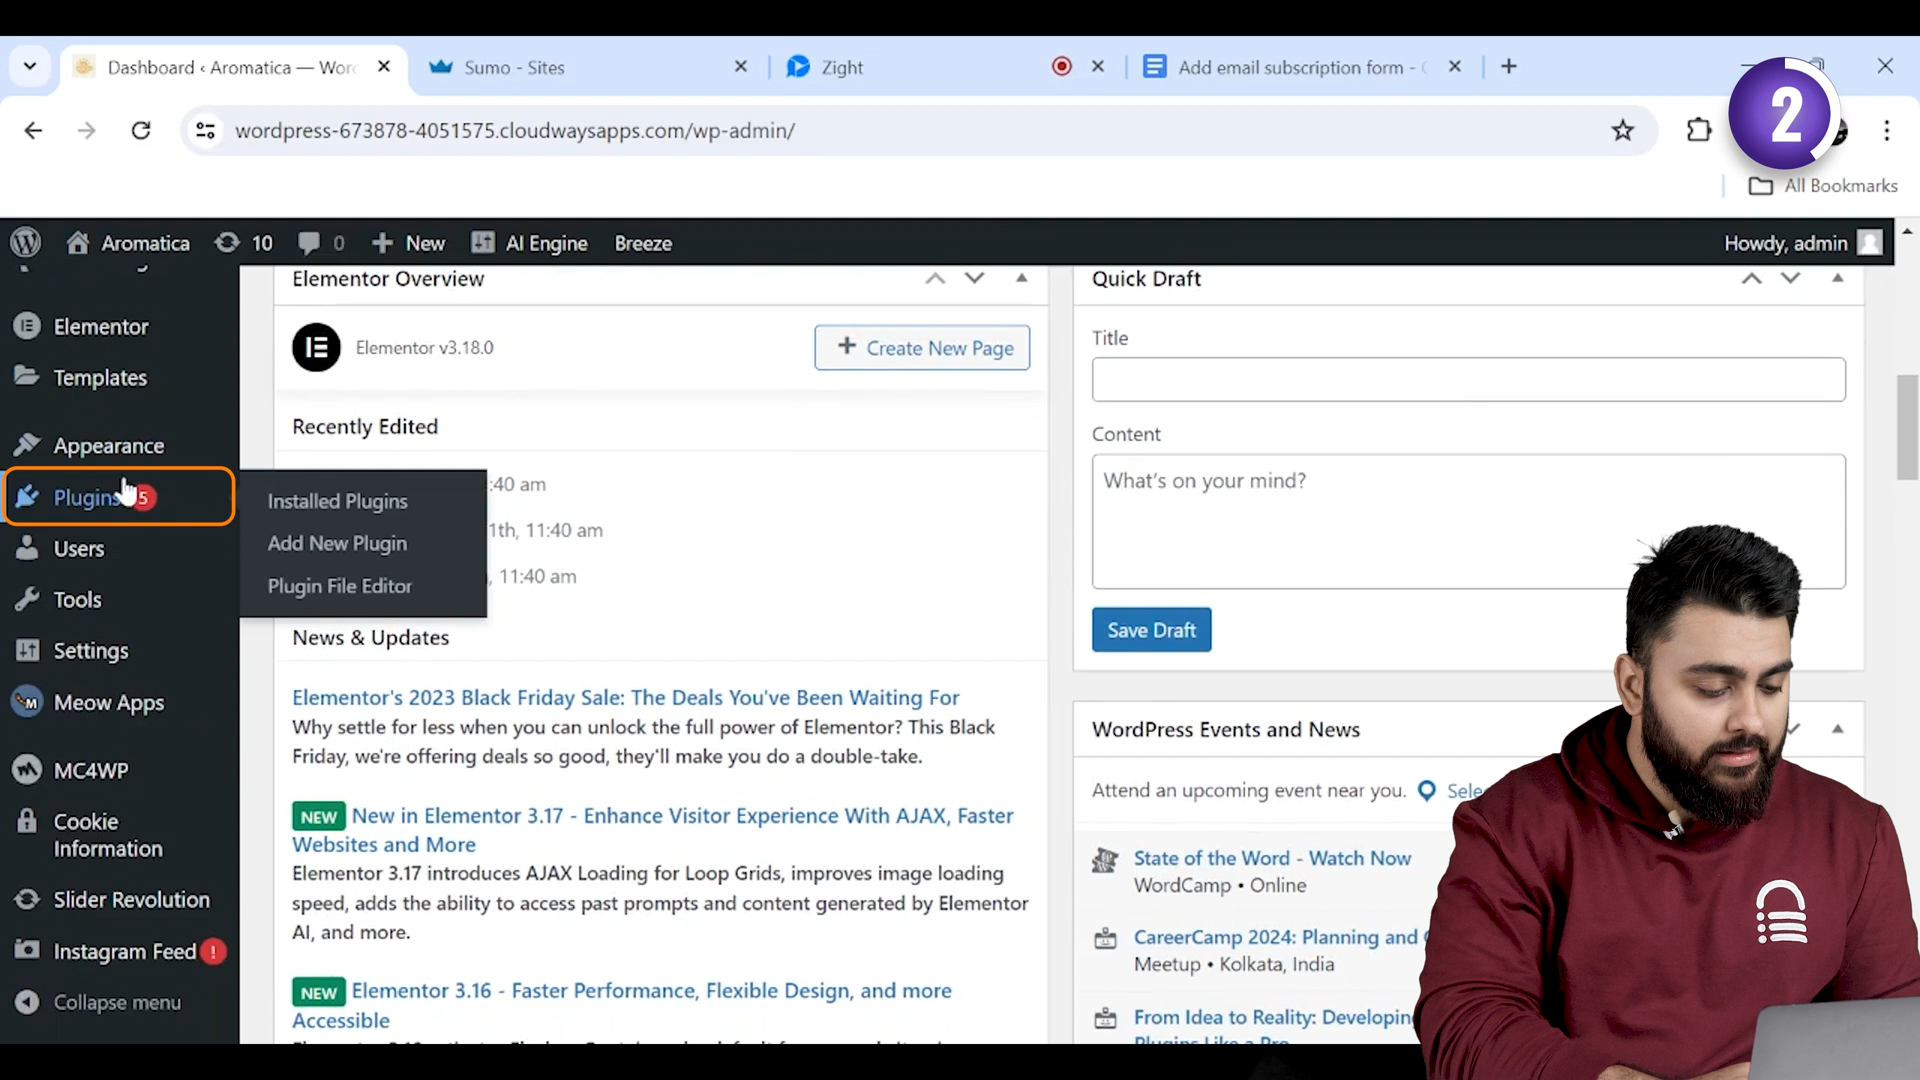 Dashboard ‹ Aromatica — Wor
Sumo - Sites
Zight
Add email subscription form -
2
wordpress-673878-4051575.cloudwaysapps.com/wp-admin/
All Bookmarks
Aromatica
10
0
New
AI Engine
Breeze
Howdy, admin
Elementor
Templates
Appearance
Plugins 5
Users
Tools
Settings
Meow Apps
MC4WP
Cookie
Information
Slider Revolution
Instagram Feed !
Collapse menu
Installed Plugins
Add New Plugin
Plugin File Editor
Elementor Overview
Elementor v3.18.0
Create New Page
Recently Edited
:40 am
1th, 11:40 am
, 11:40 am
News & Updates
Elementor's 2023 Black Friday Sale: The Deals You've Been Waiting For
Why settle for less when you can unlock the full power of Elementor? This Black
Friday, we're offering deals so good, they'll make you do a double-take.
NEW New in Elementor 3.17 - Enhance Visitor Experience With AJAX, Faster
Websites and More
Elementor 3.17 introduces AJAX Loading for Loop Grids, improves image loading
speed, adds the ability to access past prompts and content generated by Elementor
AI, and more.
NEW Elementor 3.16 - Faster Performance, Flexible Design, and more
Accessible
Quick Draft
Title
Content
What's on your mind?
Save Draft
WordPress Events and News
Attend an upcoming event near you. Sele
State of the Word - Watch Now
WordCamp • Online
CareerCamp 2024: Planning and
Meetup • Kolkata, India
From Idea to Reality: Developin
Plugins Like a Pro